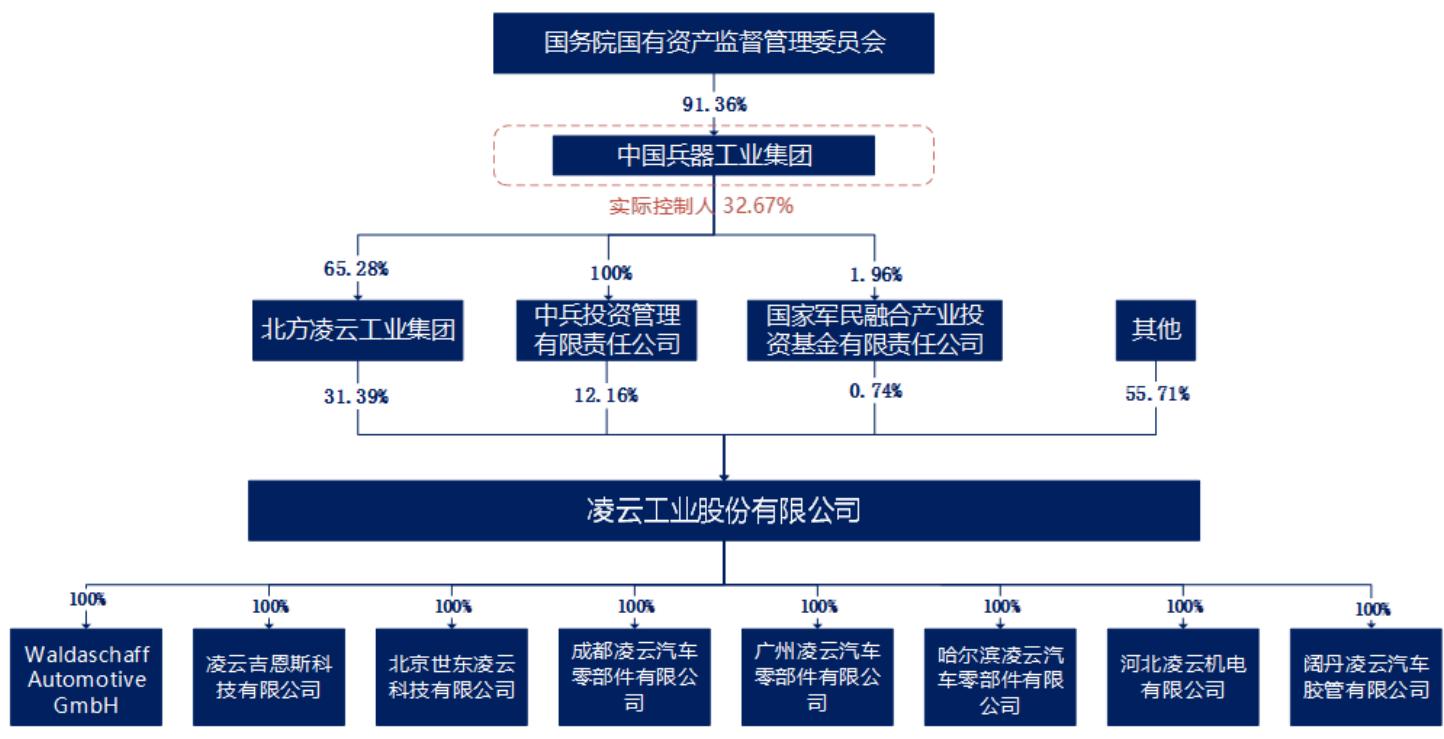 国务院国有资产监督管理委员会
91.36%
中国兵器工业集团
实际控制人 32.67%
65.28%
100%
1.96%
北方凌云工业集团
中兵投资管理
有限责任公司
国家军民融合产业投
资基金有限责任公司
其他
31.39%
12.16%
0.74%
55.71%
凌云工业股份有限公司
100%
100%
100%
100%
100%
100%
100%
100%
Waldaschaff
Automotive
GmbH
凌云吉恩斯科
技有限公司
北京世东凌云
科技有限公司
成都凌云汽车
零部件有限公
司
广州凌云汽车
零部件有限公
司
哈尔滨凌云汽
车零部件有限
公司
河北凌云机电
有限公司
阔丹凌云汽车
胶管有限公司